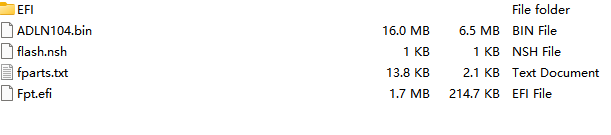 EFI File folder
ADLN104.bin 16.0 MB 6.5 MB BIN File
flash.nsh 1 KB 1 KB NSH File
fparts.txt 13.8 KB 2.1 KB Text Document
Fpt.efi 1.7 MB 214.7 KB EFI File